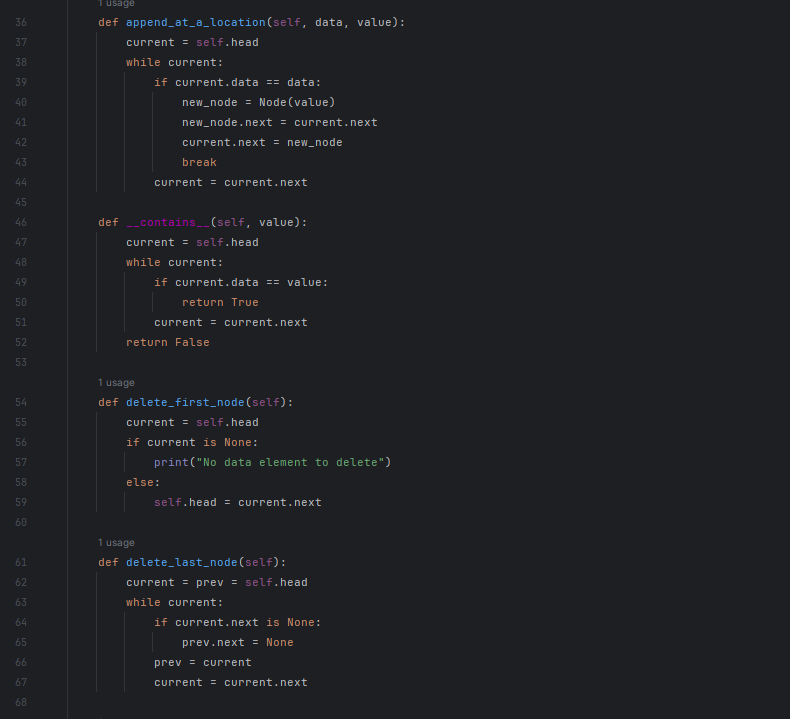 1 usage
36 def append_at_a_location(self, data, value):
37 current = self.head
38 while current:
39 if current.data == data:
40 new_node = Node(value)
41 new_node.next = current.next
42 current.next = new_node
43 break
44 current = current.next
45
46 def __contains__(self, value):
47 current = self.head
48 while current:
49 if current.data == value:
50 return True
51 current = current.next
52 return False
53
1 usage
54 def delete_first_node(self):
55 current = self.head
56 if current is None:
57 print("No data element to delete")
58 else:
59 self.head = current.next
60
1 usage
61 def delete_last_node(self):
62 current = prev = self.head
63 while current:
64 if current.next is None:
65 prev.next = None
66 prev = current
67 current = current.next
68